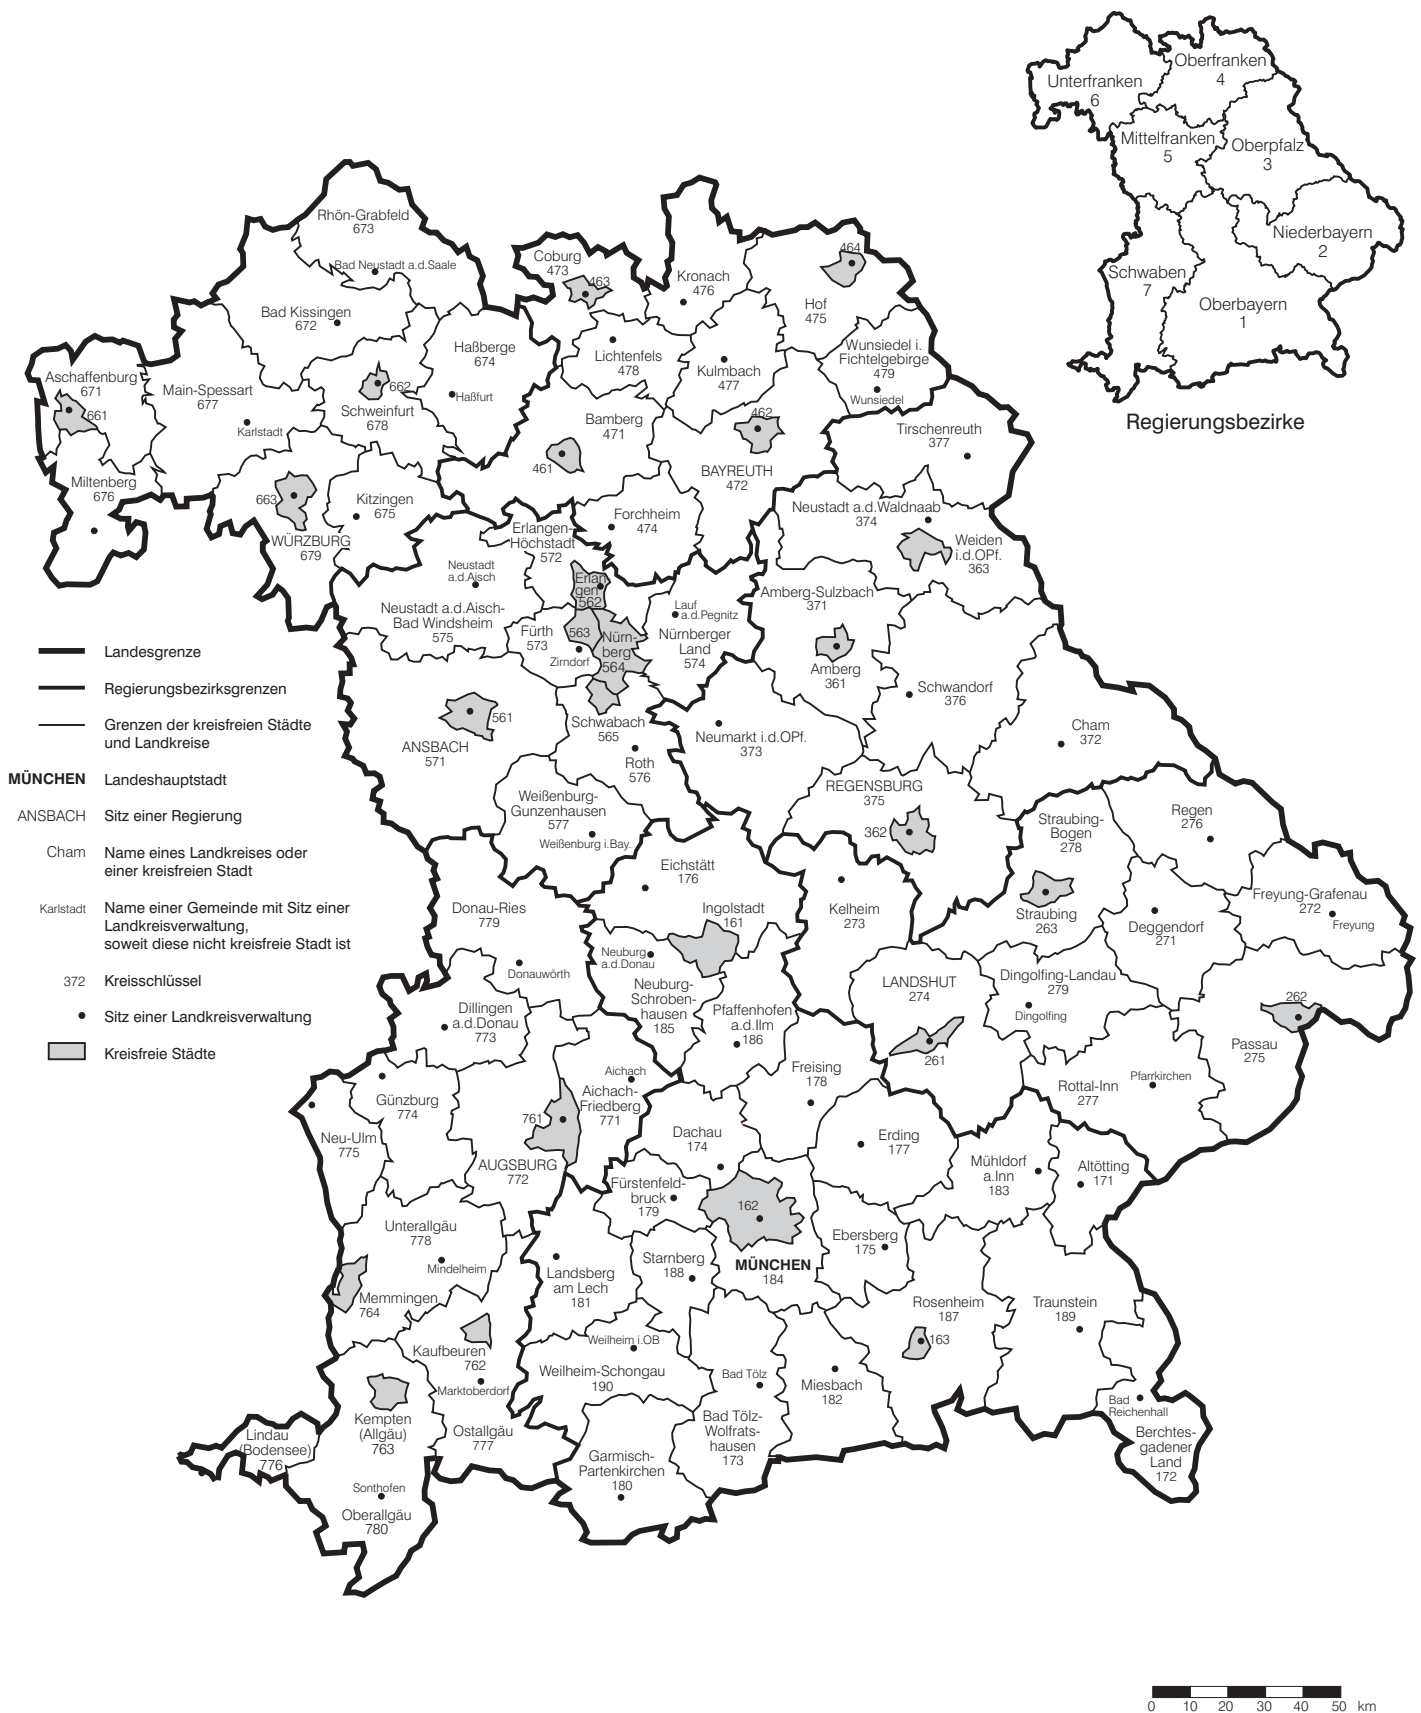 Oberfranken
4
Unterfranken
6
Mittelfranken
5
Oberpfalz
3
Niederbayern
2
Schwaben
7
Oberbayern
1
Regierungsbezirke
Rhön-Grabfeld
673
Bad Neustadt a.d.Saale
Bad Kissingen
672
Coburg
473
463
Kronach
476
464
Hof
475
Haßberge
674
Haßfurt
Lichtenfels
478
Kulmbach
477
Wunsiedel i.
Fichtelgebirge
479
Wunsiedel
Aschaffenburg
671
661
Main-Spessart
677
Karlstadt
662
Schweinfurt
678
Bamberg
471
461
462
BAYREUTH
472
Tirschenreuth
377
Miltenberg
676
663
WÜRZBURG
679
Kitzingen
675
Forchheim
474
Neustadt a.d.Waldnaab
374
Weiden
i.d.OPf.
363
Erlangen-
Höchstadt
572
Neustadt
a.d.Aisch
Neustadt a.d.Aisch-
Bad Windsheim
575
Erlan-
gen
562
Fürth
573
563
Zirndorf
Nürn-
berg
564
Lauf
a.d.Pegnitz
Nürnberger
Land
574
Amberg-Sulzbach
371
Amberg
361
Schwandorf
376
Cham
372
561
ANSBACH
571
Schwabach
565
Roth
576
Neumarkt i.d.OPf.
373
Weißenburg-
Gunzenhausen
577
Weißenburg i.Bay.
REGENSBURG
375
362
Straubing-
Bogen
278
Regen
276
Landesgrenze
Regierungsbezirksgrenzen
Grenzen der kreisfreien Städte
und Landkreise
MÜNCHEN
Landeshauptstadt
ANSBACH
Sitz einer Regierung
Cham
Name eines Landkreises oder
einer kreisfreien Stadt
Karlstadt
Name einer Gemeinde mit Sitz einer
Landkreisverwaltung,
soweit diese nicht kreisfreie Stadt ist
372
Kreisschlüssel
Sitz einer Landkreisverwaltung
Kreisfreie Städte
Eichstätt
176
Ingolstadt
161
Kelheim
273
Straubing
263
Deggendorf
271
Freyung-Grafenau
272
Freyung
Donau-Ries
779
Donauwörth
Neuburg
a.d.Donau
Neuburg-
Schroben-
hausen
185
Pfaffenhofen
a.d.Ilm
186
LANDSHUT
274
261
Dingolfing-Landau
279
Dingolfing
262
Passau
275
Dillingen
a.d.Donau
773
Rottal-Inn
277
Pfarrkirchen
Günzburg
774
Neu-Ulm
775
761
AUGSBURG
772
Aichach
Aichach-
Friedberg
771
Freising
178
Dachau
174
Erding
177
Mühldorf
a.Inn
183
Altötting
171
Fürstenfeld-
bruck
179
162
MÜNCHEN
184
Ebersberg
175
Unterallgäu
778
Mindelheim
Memmingen
764
Landsberg
am Lech
181
Starnberg
188
Rosenheim
187
163
Traunstein
189
Kaufbeuren
762
Marktoberdorf
Ostallgäu
777
Weilheim i.OB
Weilheim-Schongau
190
Bad Tölz
Bad Tölz-
Wolfrats-
hausen
173
Miesbach
182
Bad
Reichenhall
Berchtes-
gadener
Land
172
Kempten
(Allgäu)
763
Lindau
(Bodensee)
776
Sonthofen
Oberallgäu
780
Garmisch-
Partenkirchen
180
0 10 20 30 40 50 km